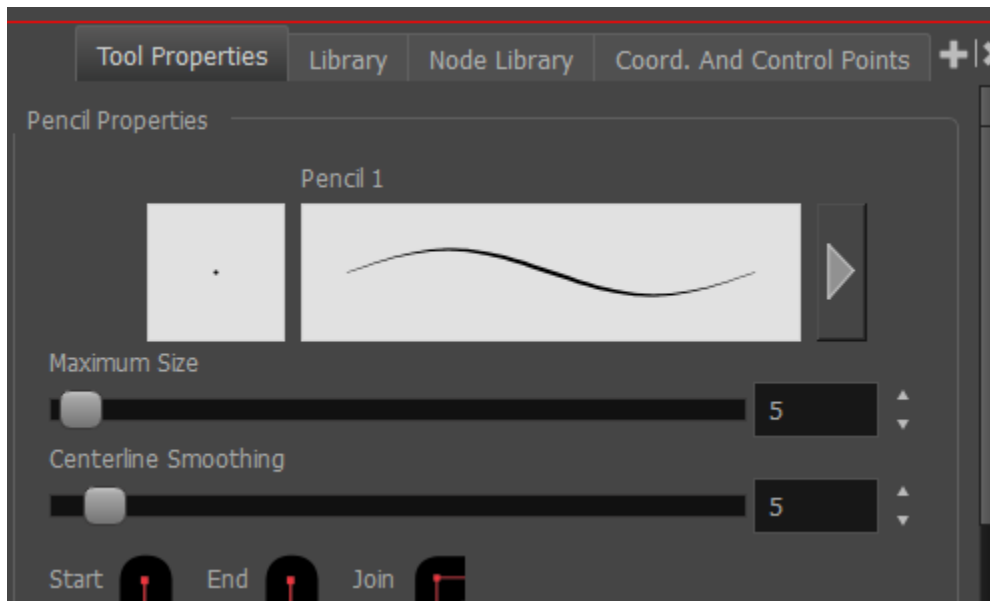 Tool Properties Library Node Library Coord. And Control Points
Pencil Properties
Pencil 1
Maximum Size
5
Centerline Smoothing
5
Start End Join